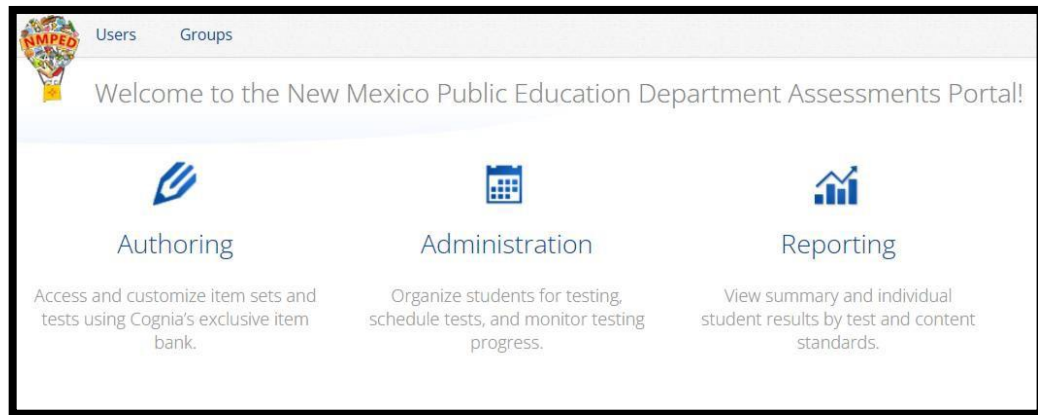 NMPED
Users Groups
Welcome to the New Mexico Public Education Department Assessments Portal!
Authoring
Administration
Reporting
Access and customize item sets and
tests using Cognia's exclusive item
bank.
Organize students for testing,
schedule tests, and monitor testing
progress.
View summary and individual
student results by test and content
standards.